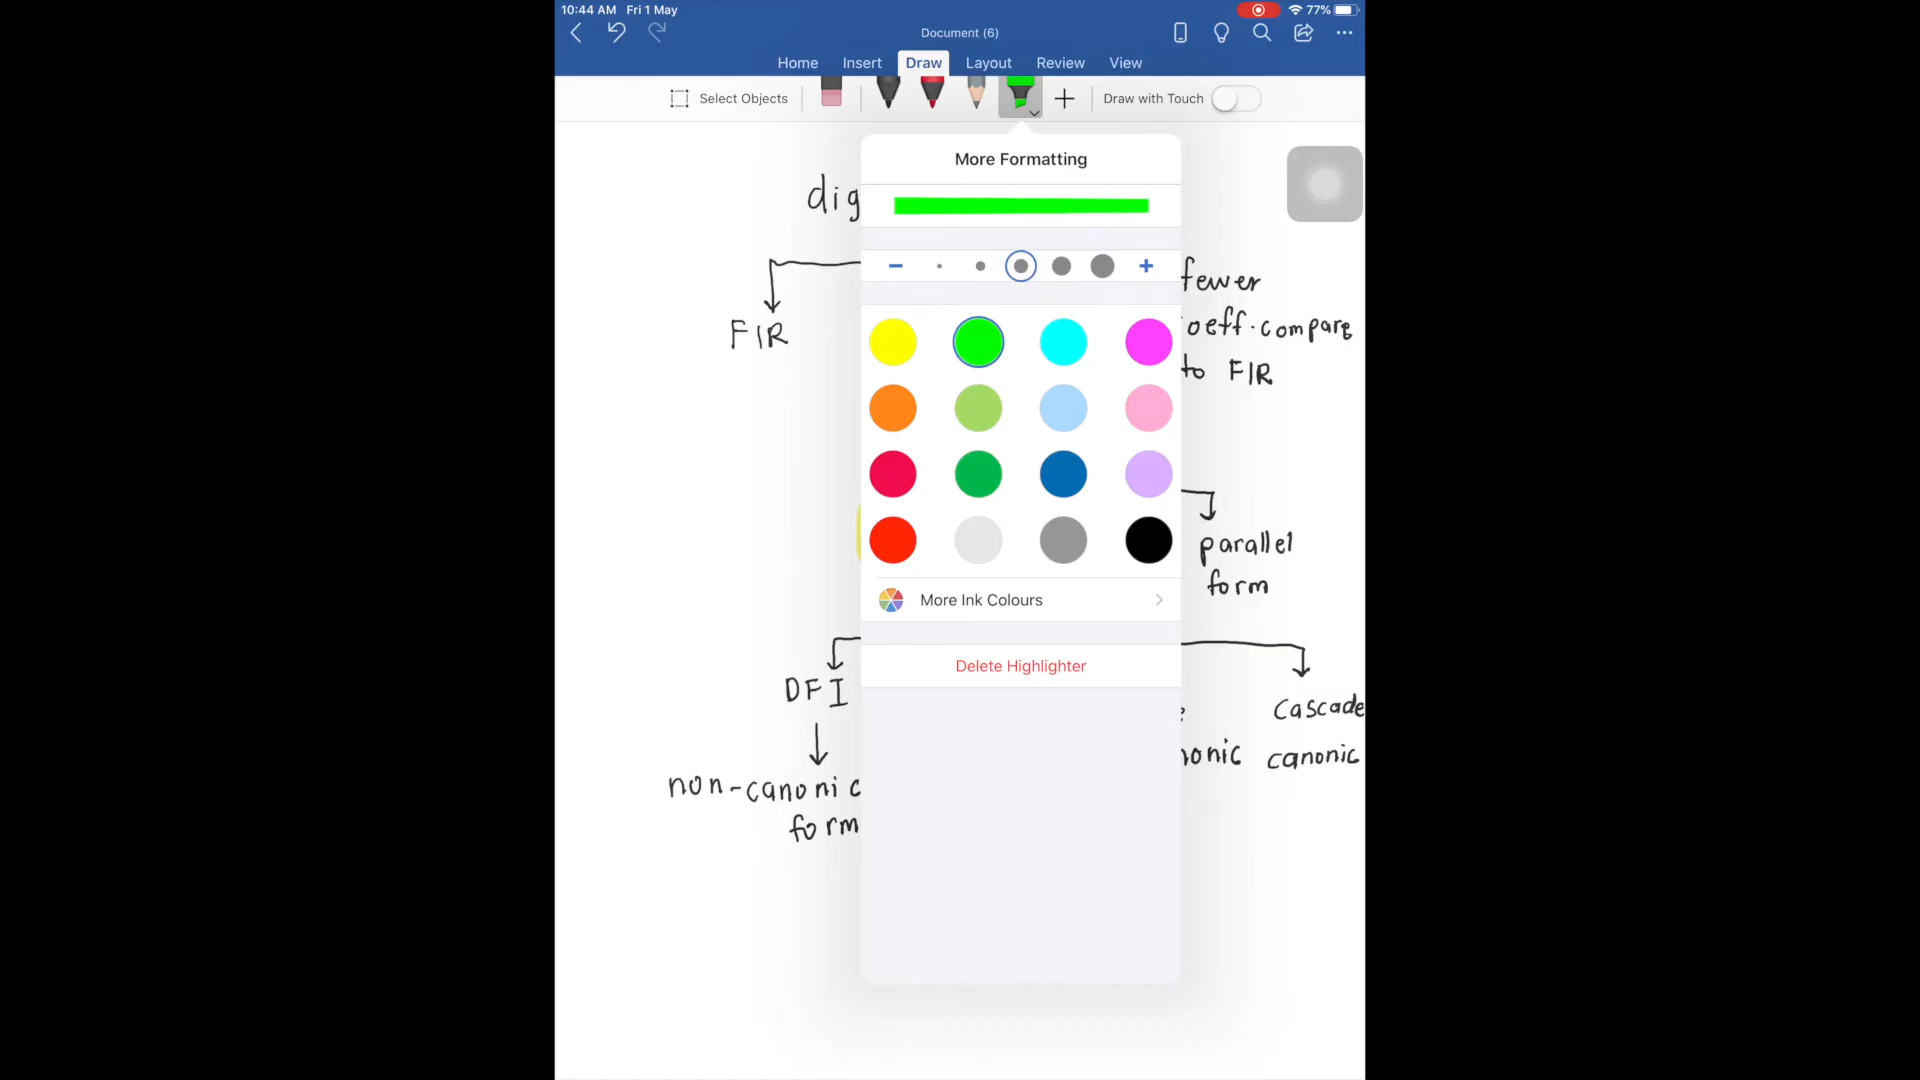 10:44 AM Fri 1 May
77%
Document (6)
Home Insert Draw Layout Review View
Select Objects
Draw with Touch
More Formatting
dig
fewer
oeff. compare
to FIR
FIR
parallel
form
More Ink Colours
Delete Highlighter
DFI
cascade
onic canonic
non-canonic
form